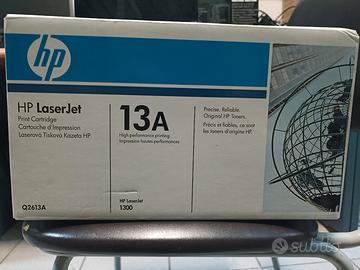 hp
HP LaserJet
Print Cartridge
Cartouche d'Impression
Laserová Tisková Kazeta HP
Q2613A
13A
High performance printing
Impression hautes performances
HP LaserJet
1300
Precise. Reliable.
Original HP Toners.
Précis et fiables, ce
sont les toners
d'origine HP.
subito